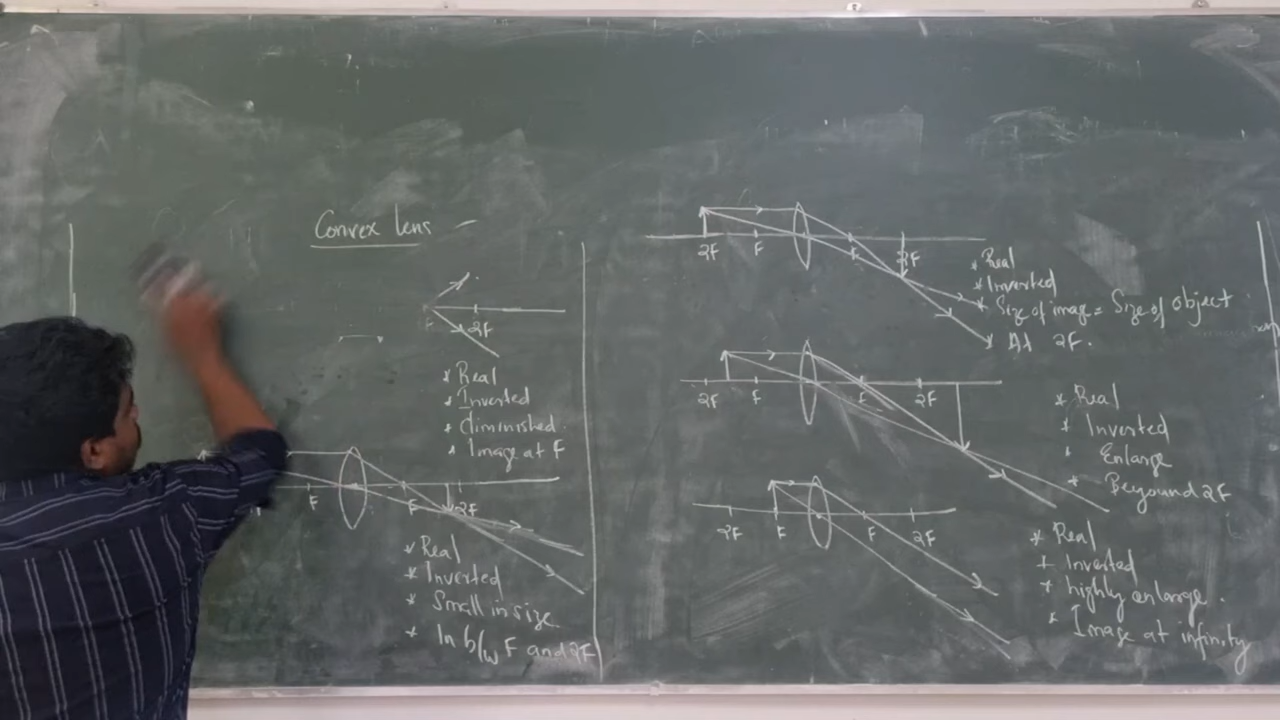 Convex lens
F 2F
* Real
* Inverted
* diminished.
* Image at F
F F 2F
* Real
* Inverted
* Small in size
* In b/w F and 2F
2F F F 2F
* Real
* Inverted
* Size of image = Size of object
* At 2F.
2F F F 2F
* Real
* Inverted
* Enlarge
* Beyound 2F
2F F F 2F
* Real
+ Inverted
+ highly enlarge.
* Image at infinity